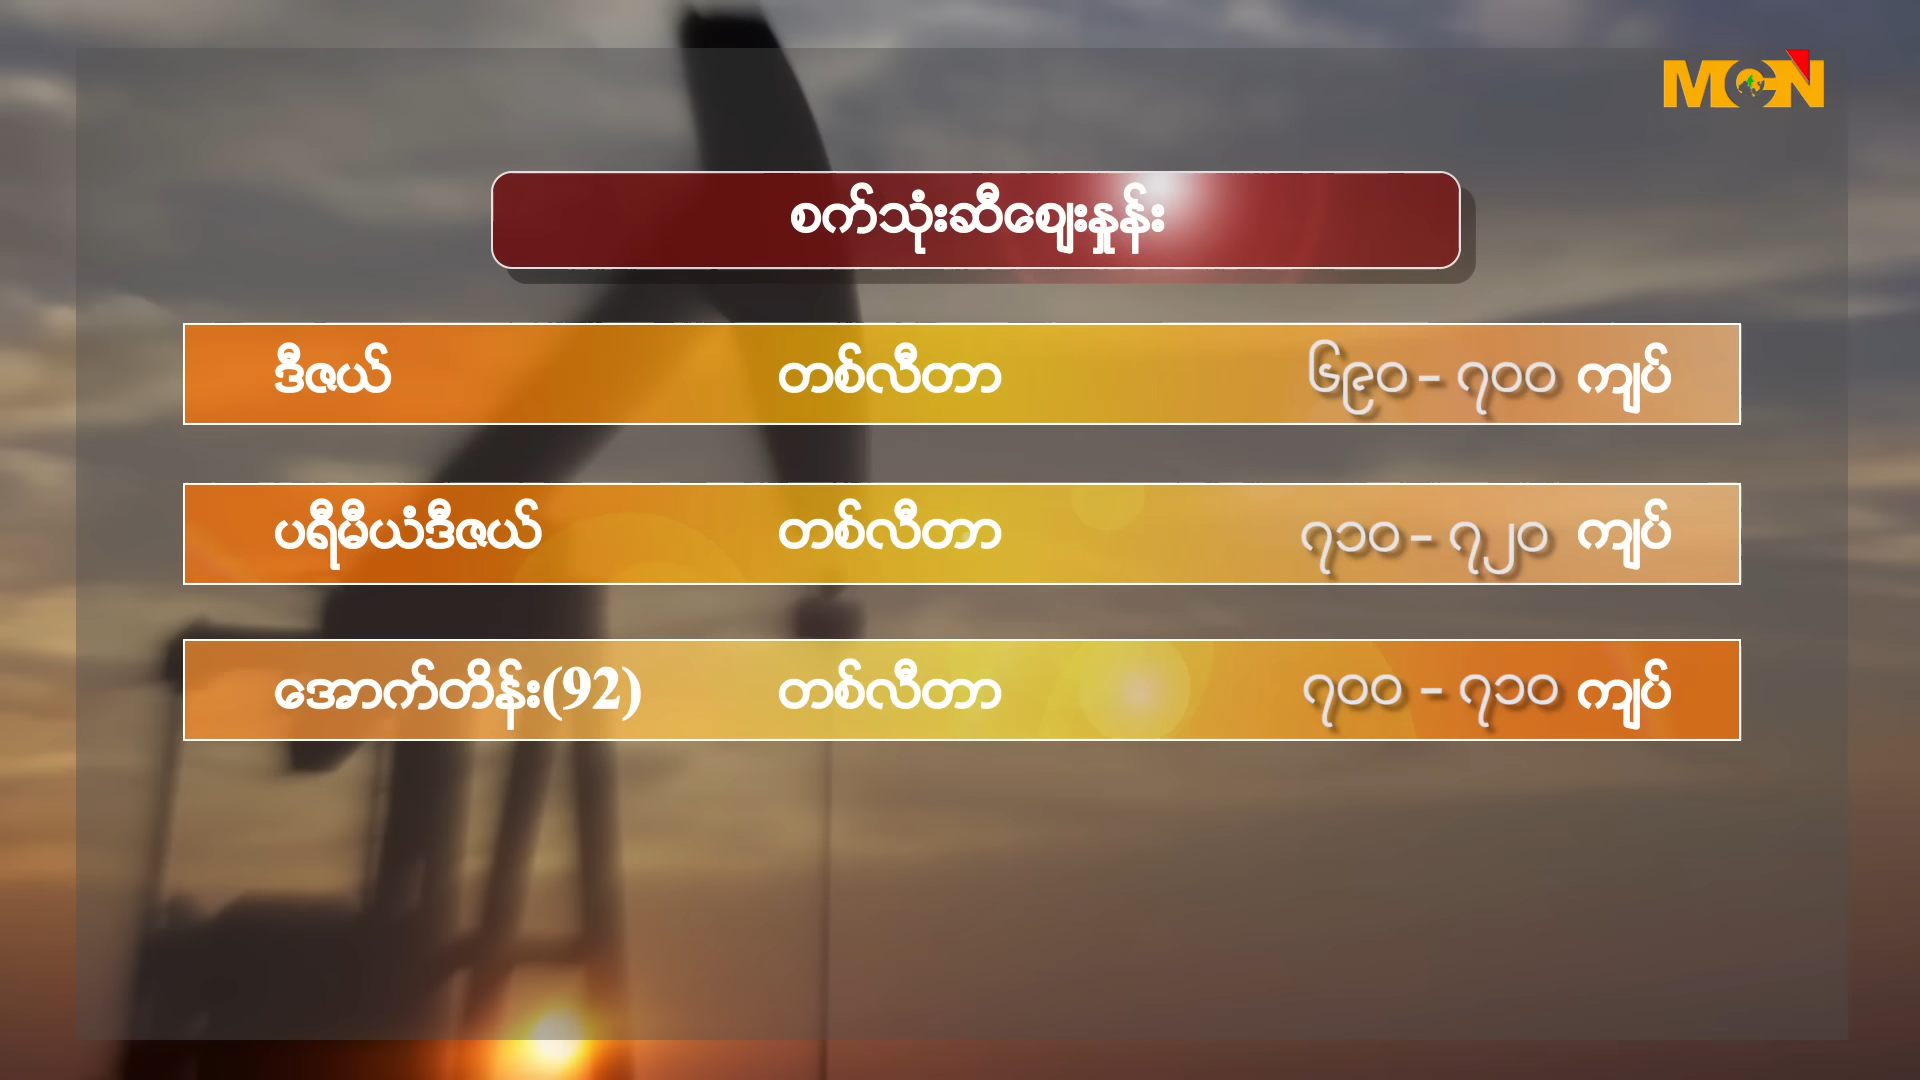 MCN
စက်သုံးဆီဈေးနှုန်း
ဒီဇယ် တစ်လီတာ ၆၉၀ - ၇၀၀ ကျပ်
ပရီမီယံဒီဇယ် တစ်လီတာ ၇၁၀ - ၇၂၀ ကျပ်
အောက်တိန်း(92) တစ်လီတာ ၇၀၀ - ၇၁၀ ကျပ်